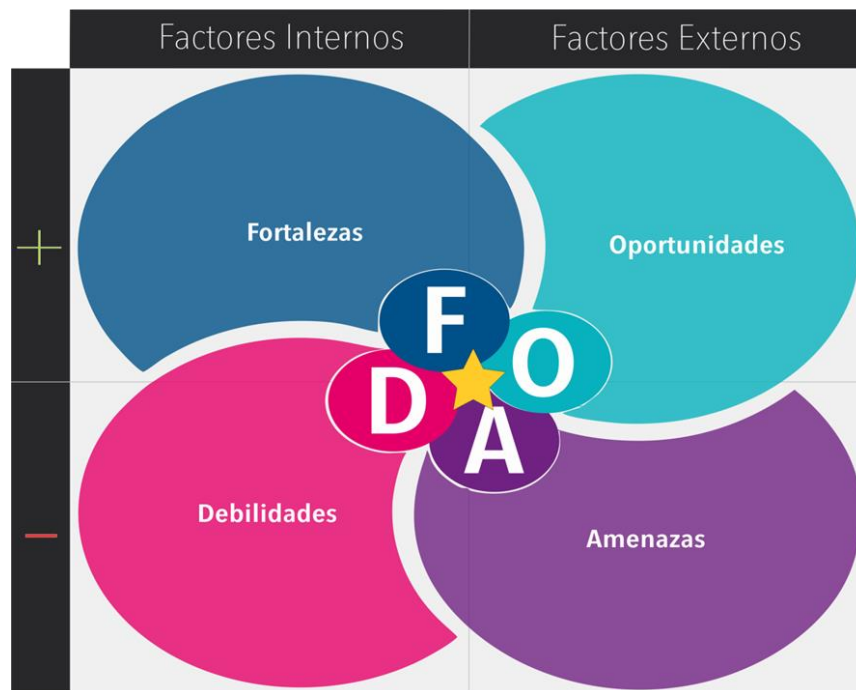 Factores Internos
Factores Externos
+
Fortalezas
Oportunidades
F
O
D
A
−
Debilidades
Amenazas